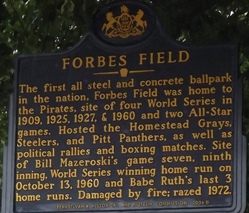 FORBES FIELD
The first all steel and concrete ballpark
in the nation, Forbes Field was home to
the Pirates, site of four World Series in
1909, 1925, 1927, & 1960 and two All-Star
games. Hosted the Homestead Grays,
Steelers, and Pitt Panthers, as well as
political rallies and boxing matches. Site
of Bill Mazeroski's game seven, ninth
inning, World Series winning home run on
October 13, 1960 and Babe Ruth's last 3
home runs. Damaged by fire; razed 1972.